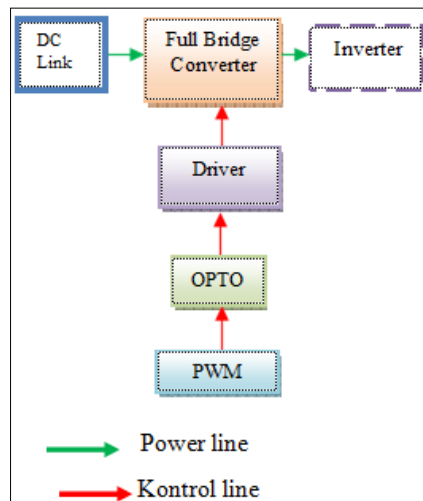 DC
Link
Full Bridge
Converter
Inverter
Driver
OPTO
PWM
Power line
Kontrol line